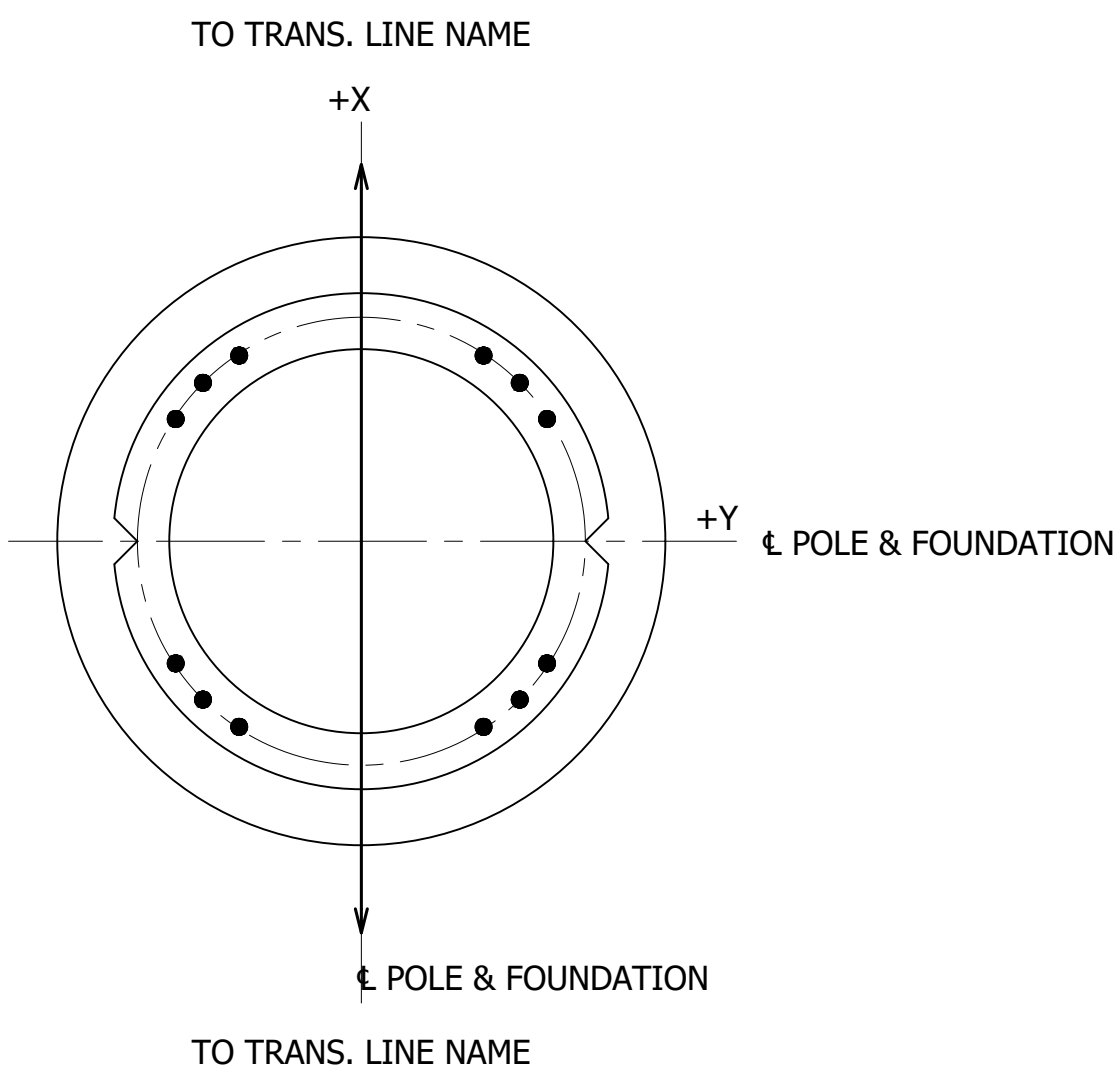 TO TRANS. LINE NAME
+X
+Y
℄ POLE & FOUNDATION
℄ POLE & FOUNDATION
TO TRANS. LINE NAME